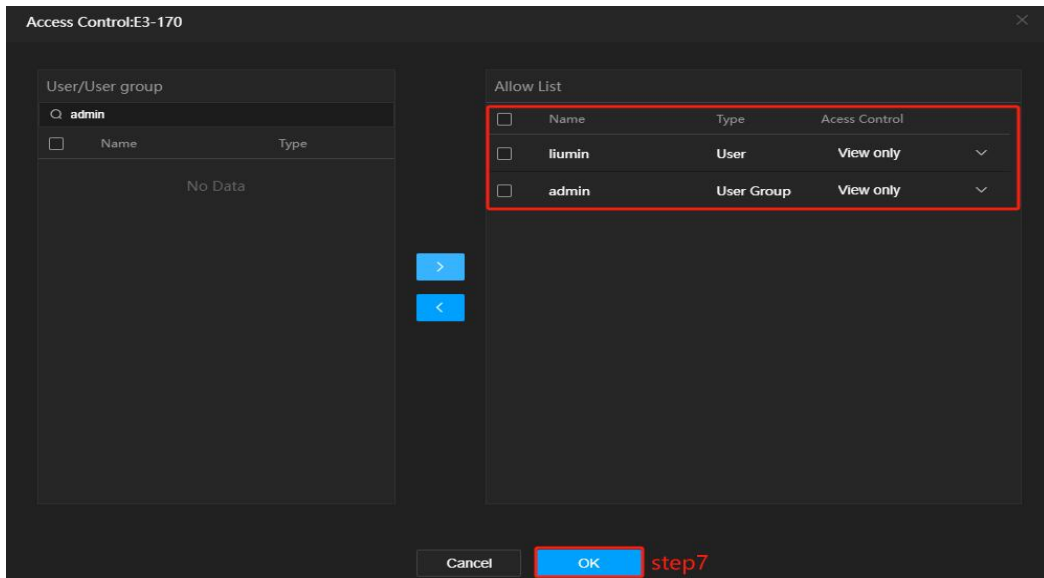 Access Control:E3-170
User/User group
admin
Name Type
No Data
Allow List
Name Type Acess Control
liumin User View only
admin User Group View only
Cancel OK step7